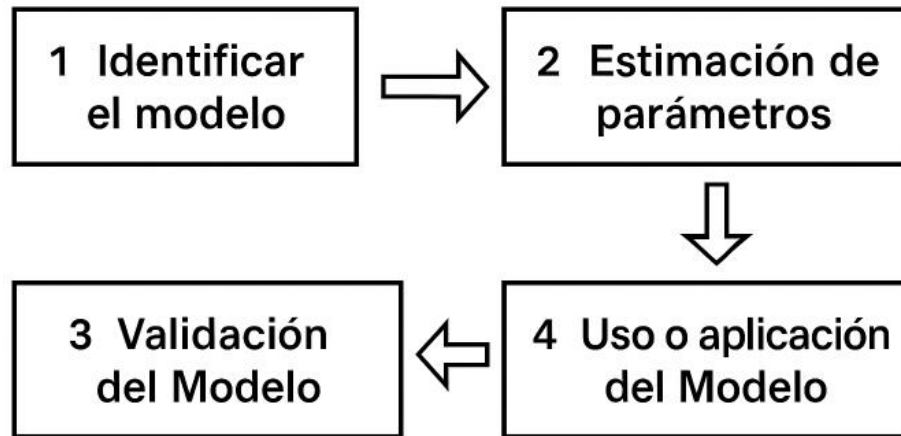 1 Identificar
el modelo
2 Estimación de
parámetros
3 Validación
del Modelo
4 Uso o aplicación
del Modelo